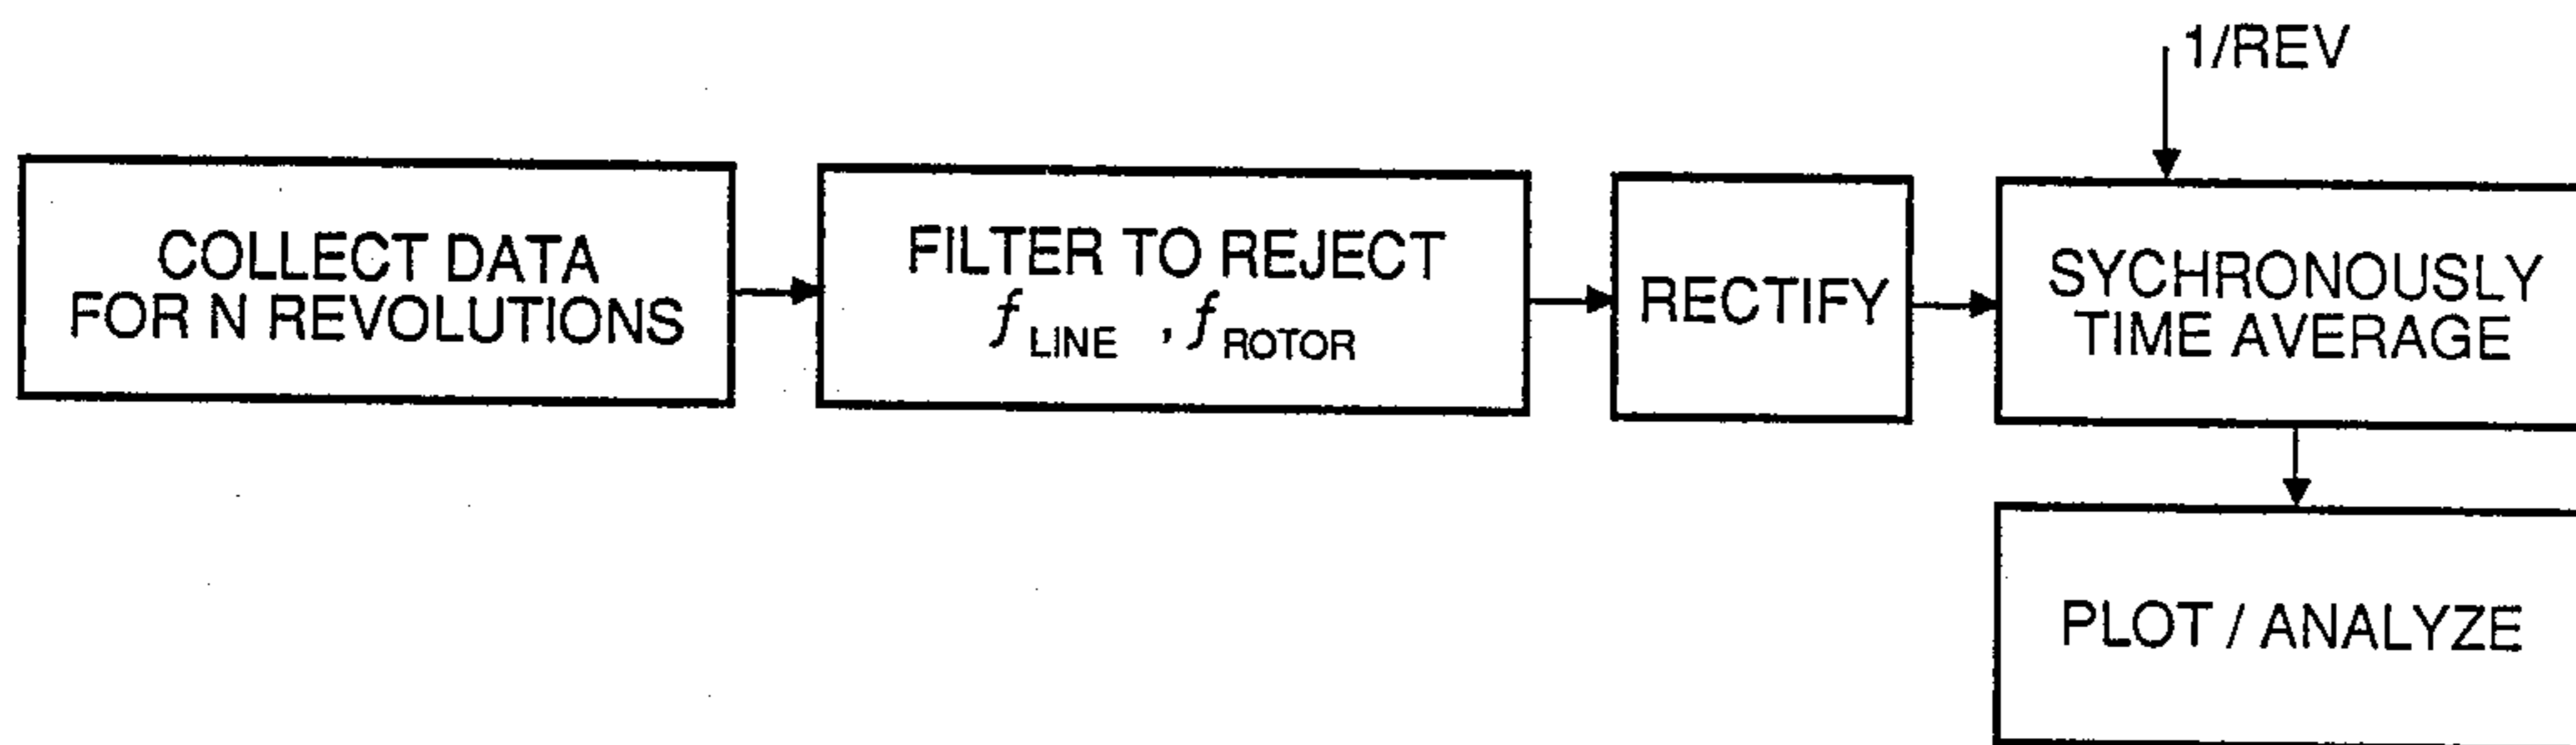 1/REV
COLLECT DATA
FOR N REVOLUTIONS
FILTER TO REJECT
f LINE , f ROTOR
RECTIFY
SYCHRONOUSLY
TIME AVERAGE
PLOT / ANALYZE